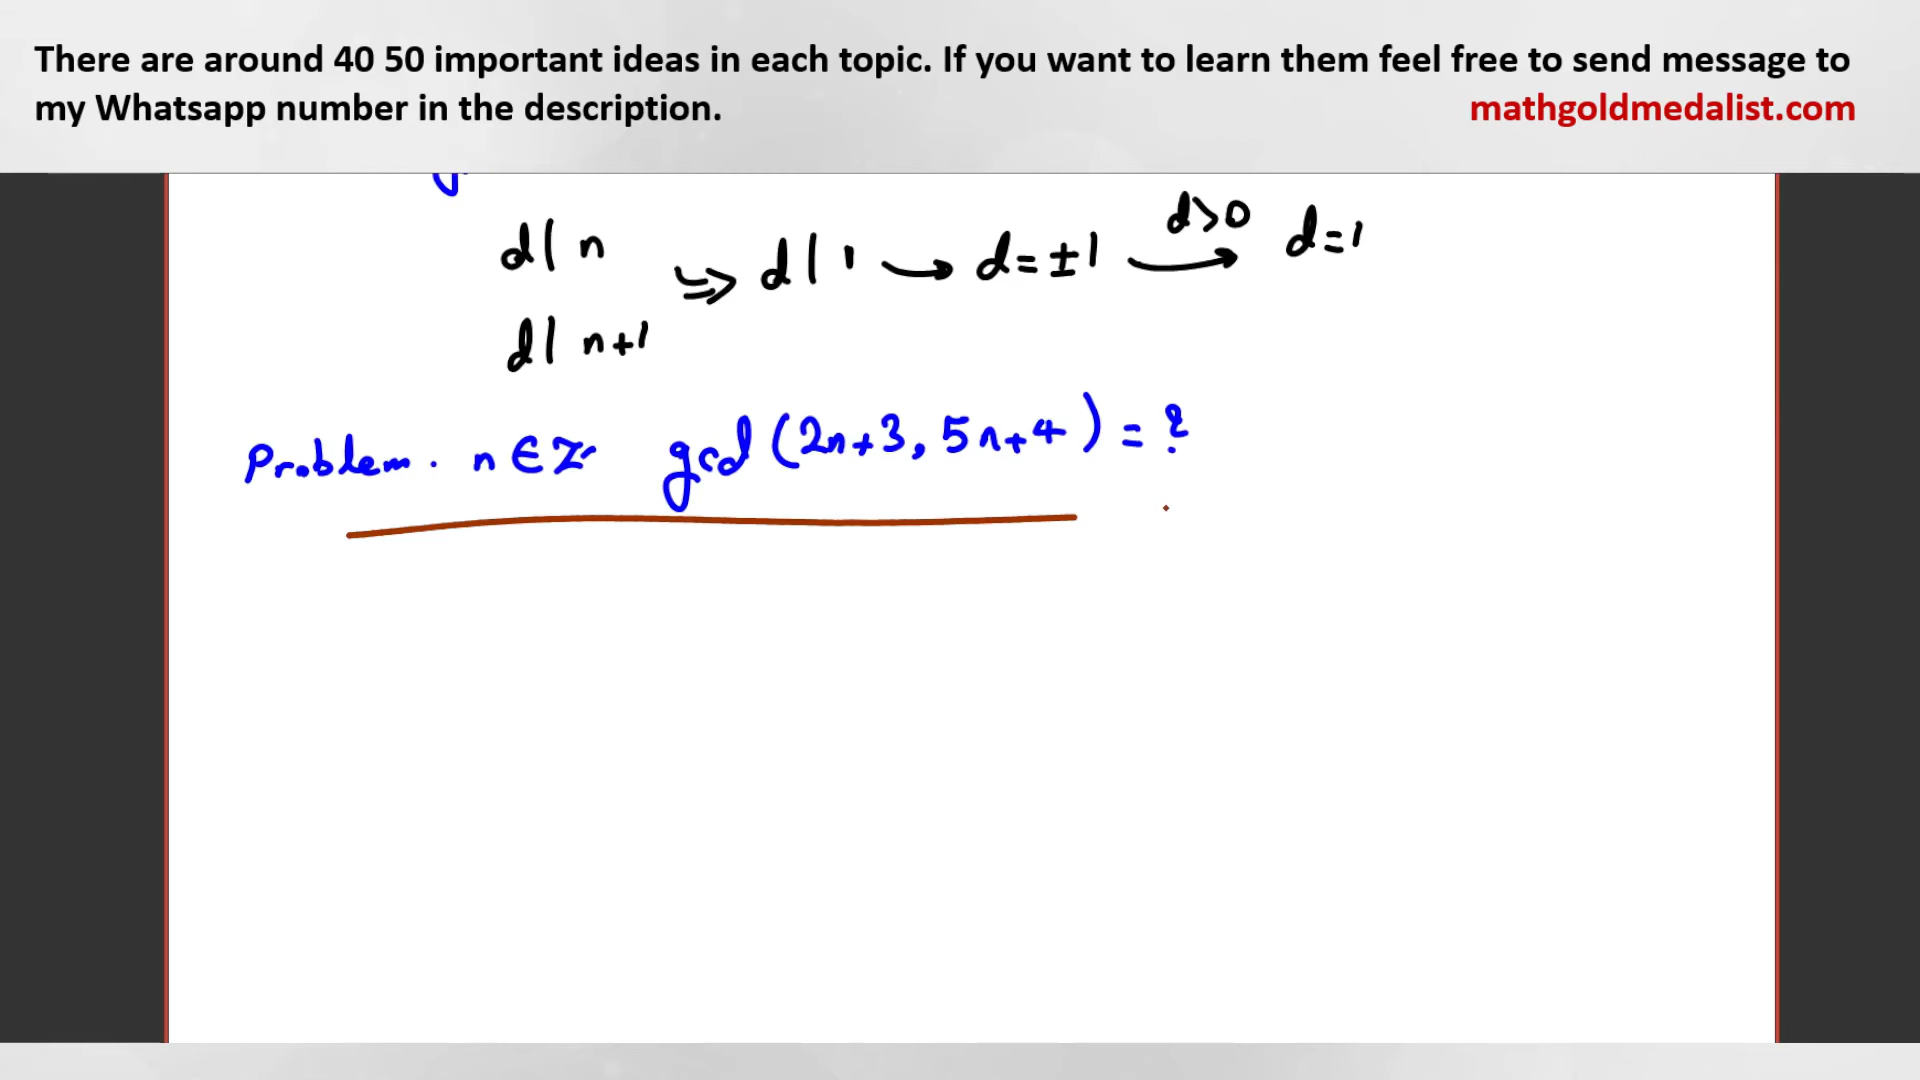 There are around 40 50 important ideas in each topic. If you want to learn them feel free to send message to
my Whatsapp number in the description. mathgoldmedalist.com
d | n ⇒ d | 1 → d = ±1 d>0 → d=1
d | n+1
Problem. n ∈ ℤ gcd (2n+3, 5n+4) = ?